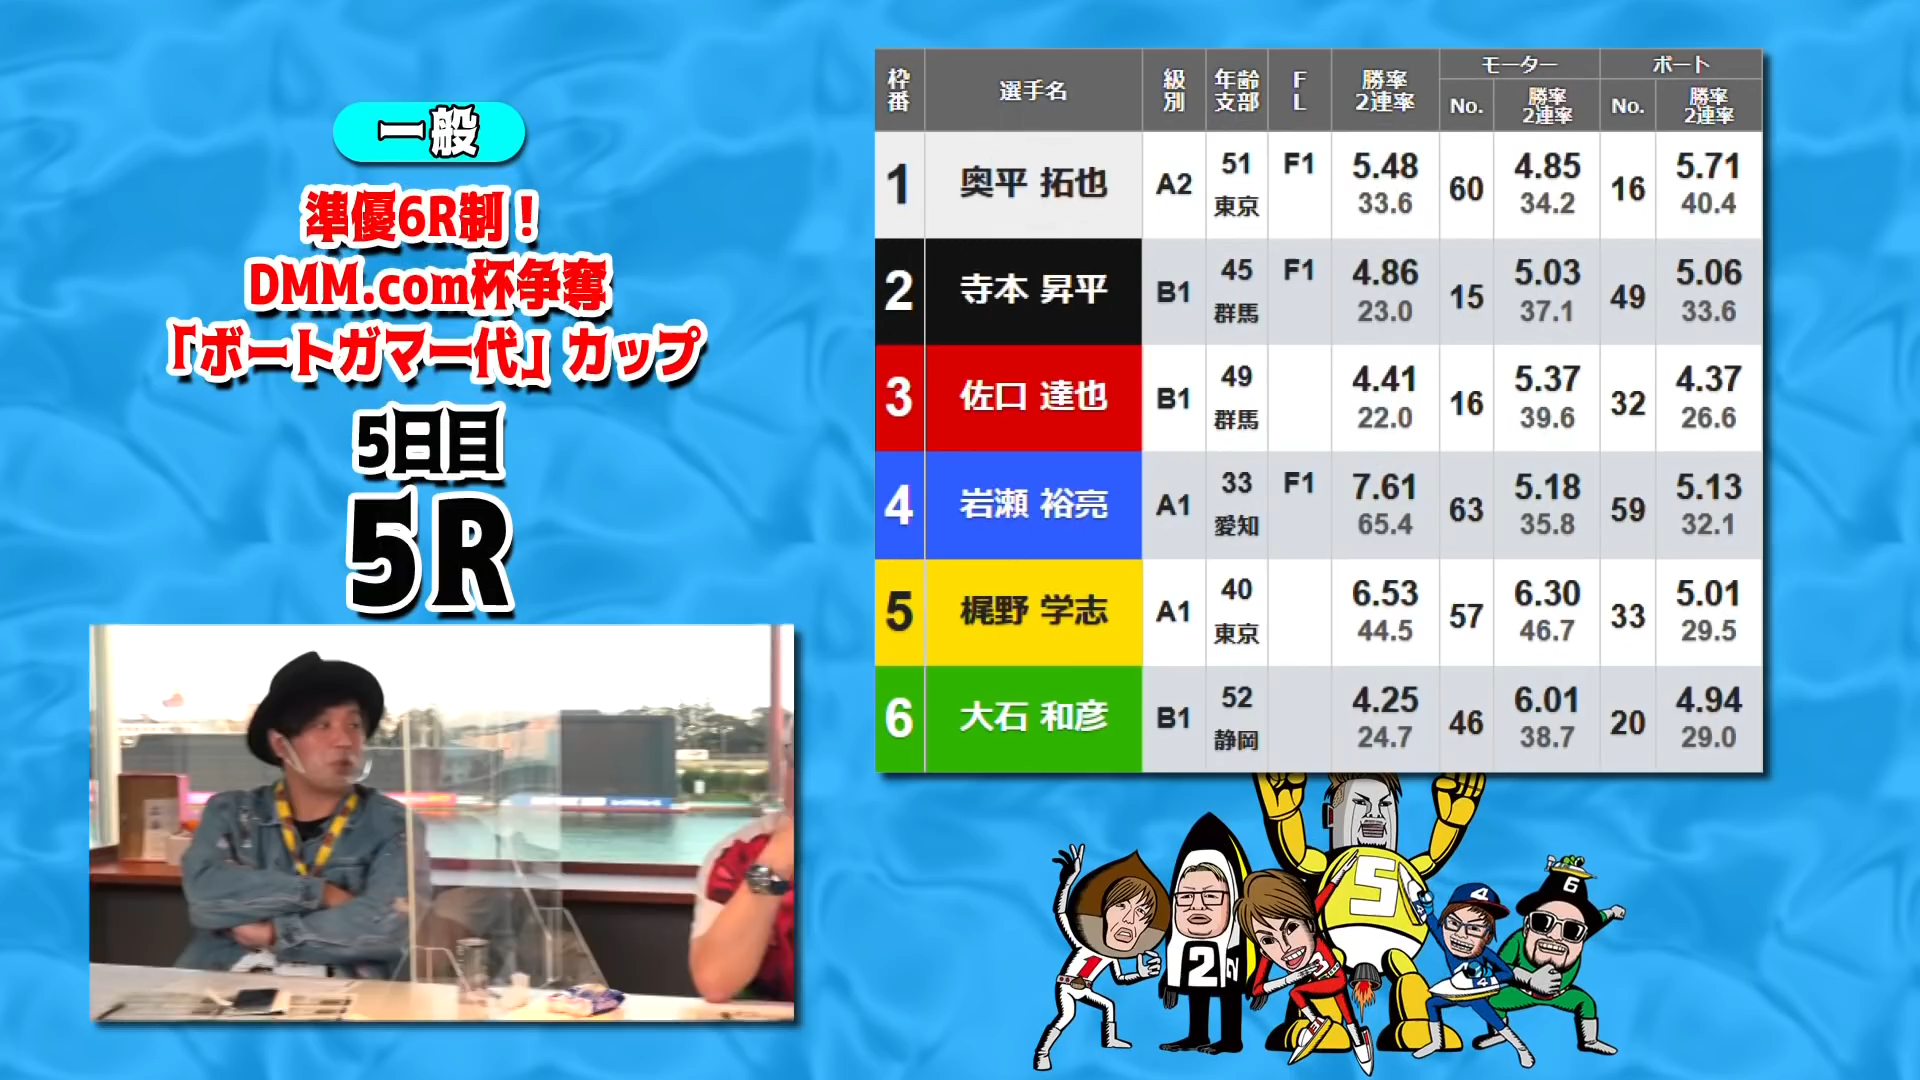 一般
準優6R制！
DMM.com杯争奪
「ボートガマー代」カップ
5日目
5R
枠番 選手名 級別 年齢支部 FL 勝率2連率 モーター ボート
No. 勝率2連率 No. 勝率2連率
1 奥平 拓也 A2 51 東京 F1 5.48 33.6 60 4.85 34.2 16 5.71 40.4
2 寺本 昇平 B1 45 群馬 F1 4.86 23.0 15 5.03 37.1 49 5.06 33.6
3 佐口 達也 B1 49 群馬 4.41 22.0 16 5.37 39.6 32 4.37 26.6
4 岩瀬 裕亮 A1 33 愛知 F1 7.61 65.4 63 5.18 35.8 59 5.13 32.1
5 梶野 学志 A1 40 東京 6.53 44.5 57 6.30 46.7 33 5.01 29.5
6 大石 和彦 B1 52 静岡 4.25 24.7 46 6.01 38.7 20 4.94 29.0
1
2
2
3
5
4
4
6